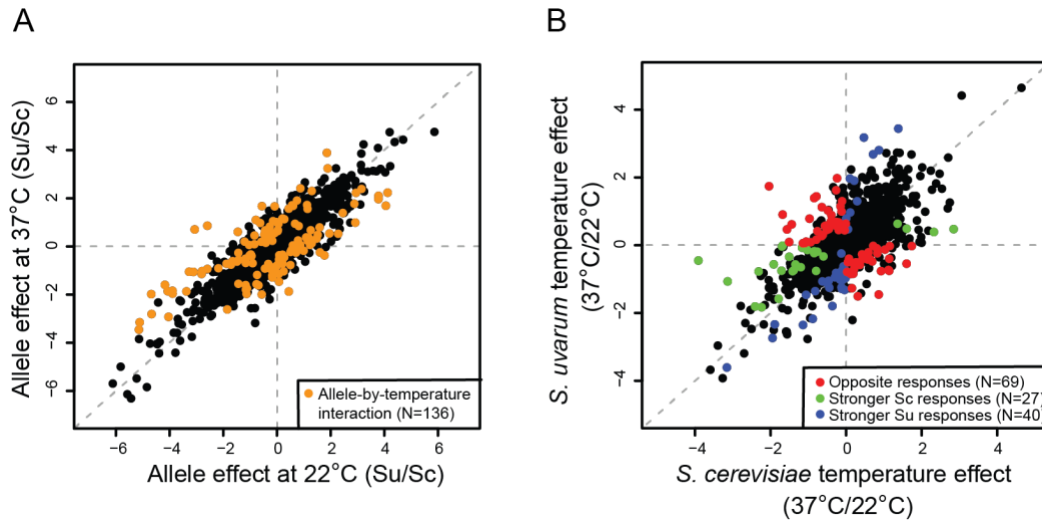 A
Allele effect at 37°C (Su/Sc)
6
4
2
0
−2
−4
−6
−6 −4 −2 0 2 4 6
Allele-by-temperature
interaction (N=136)
Allele effect at 22°C (Su/Sc)
B
S. uvarum temperature effect
(37°C/22°C)
4
2
0
−2
−4
−4 −2 0 2 4
Opposite responses (N=69)
Stronger Sc responses (N=27)
Stronger Su responses (N=40)
S. cerevisiae temperature effect
(37°C/22°C)